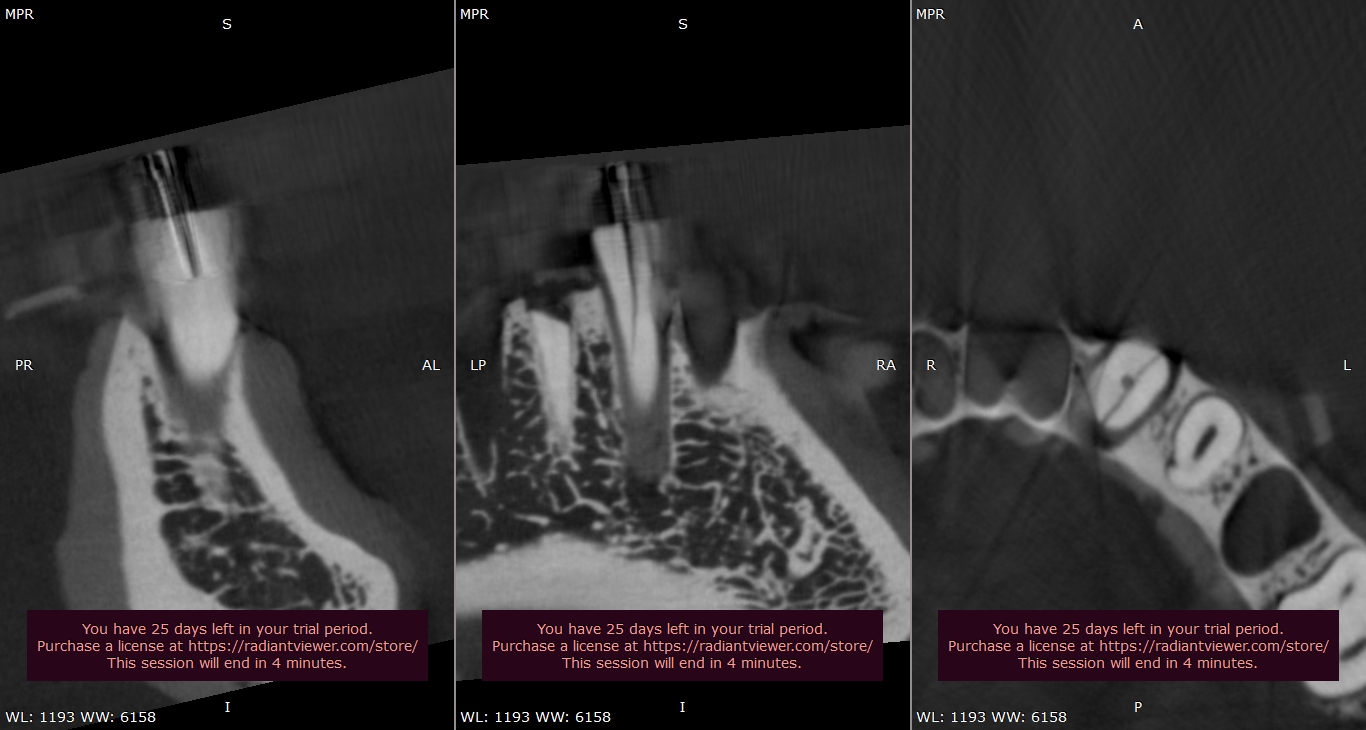 MPR
S
PR
AL
You have 25 days left in your trial period.
Purchase a license at https://radiantviewer.com/store/
This session will end in 4 minutes.
I
WL: 1193 WW: 6158
MPR
S
LP
RA
You have 25 days left in your trial period.
Purchase a license at https://radiantviewer.com/store/
This session will end in 4 minutes.
I
WL: 1193 WW: 6158
MPR
A
R
L
You have 25 days left in your trial period.
Purchase a license at https://radiantviewer.com/store/
This session will end in 4 minutes.
P
WL: 1193 WW: 6158